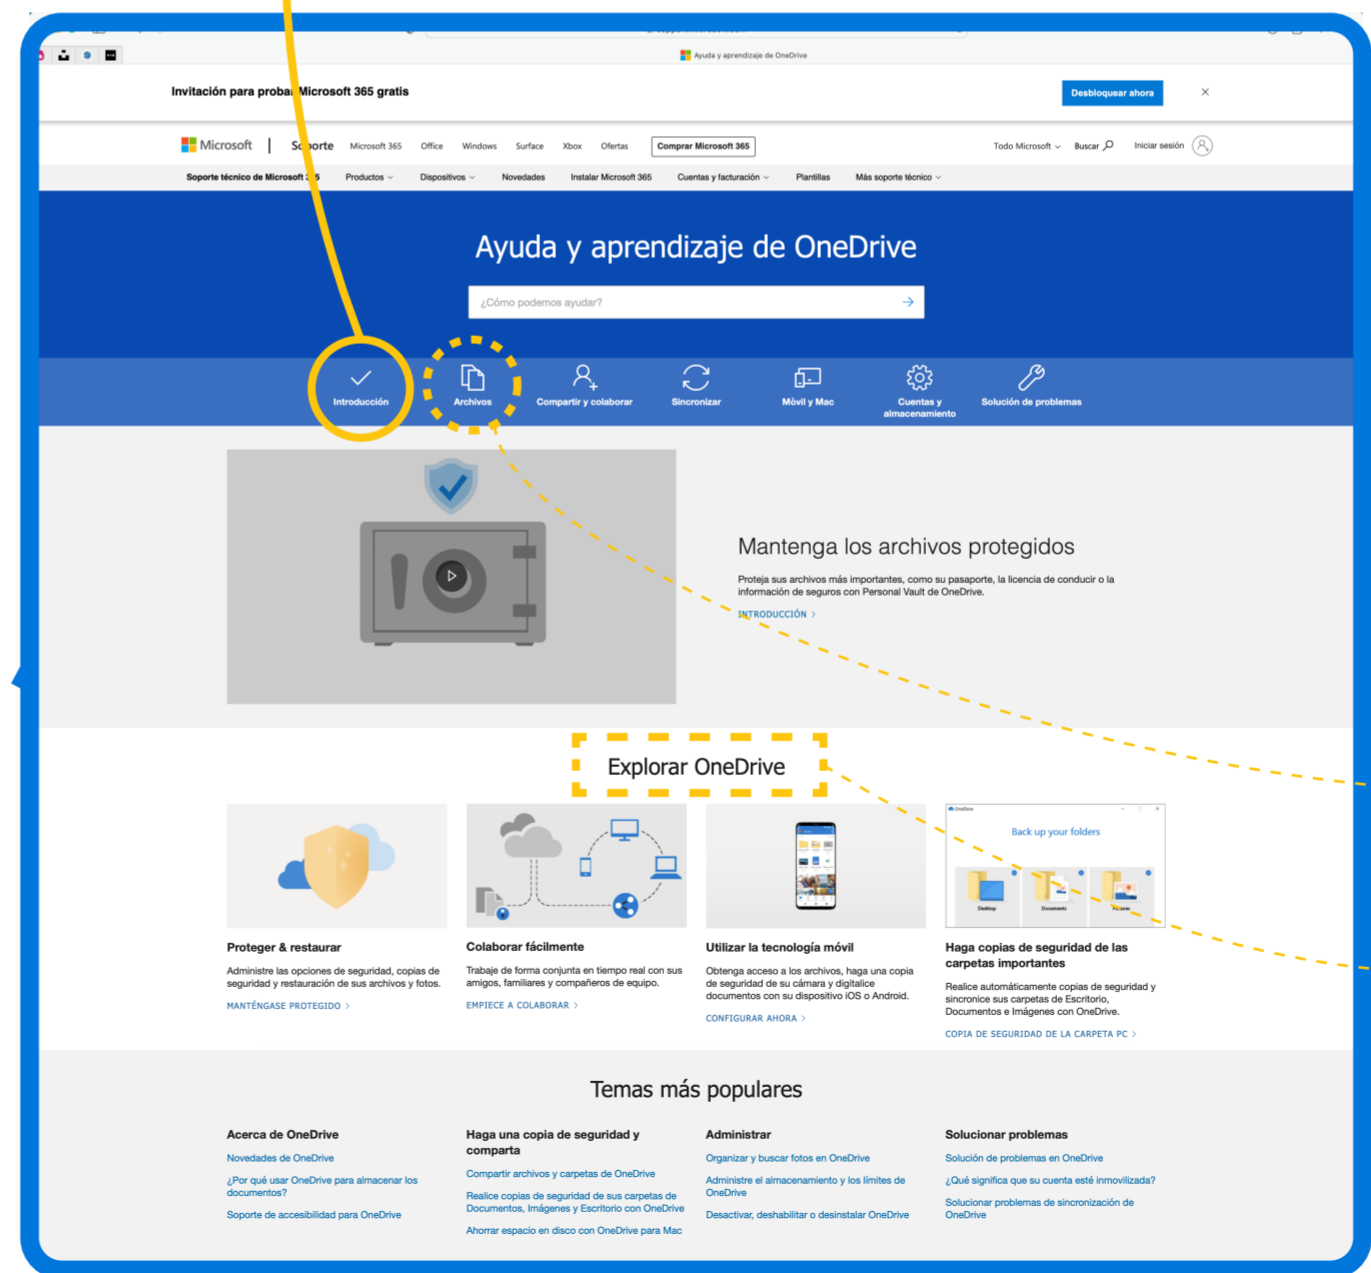 Ayuda y aprendizaje de OneDrive
Invitación para probar Microsoft 365 gratis
Desbloquear ahora
Microsoft
Soporte
Microsoft 365
Office
Windows
Surface
Xbox
Ofertas
Comprar Microsoft 365
Todo Microsoft
Buscar
Iniciar sesión
Soporte técnico de Microsoft 365
Productos
Dispositivos
Novedades
Instalar Microsoft 365
Cuentas y facturación
Plantillas
Más soporte técnico
Ayuda y aprendizaje de OneDrive
¿Cómo podemos ayudar?
Introducción
Archivos
Compartir y colaborar
Sincronizar
Móvil y Mac
Cuentas y
almacenamiento
Solución de problemas
Mantenga los archivos protegidos
Proteja sus archivos más importantes, como su pasaporte, la licencia de conducir o la
información de seguros con Personal Vault de OneDrive.
INTRODUCCIÓN >
Explorar OneDrive
OneDrive
Back up your folders
Desktop
Documents
Pictures
Proteger & restaurar
Administre las opciones de seguridad, copias de
seguridad y restauración de sus archivos y fotos.
MANTÉNGASE PROTEGIDO >
Colaborar fácilmente
Trabaje de forma conjunta en tiempo real con sus
amigos, familiares y compañeros de equipo.
EMPIECE A COLABORAR >
Utilizar la tecnología móvil
Obtenga acceso a los archivos, haga una copia
de seguridad de su cámara y digitalice
documentos con su dispositivo iOS o Android.
CONFIGURAR AHORA >
Haga copias de seguridad de las
carpetas importantes
Realice automáticamente copias de seguridad y
sincronice sus carpetas de Escritorio,
Documentos e Imágenes con OneDrive.
COPIA DE SEGURIDAD DE LA CARPETA PC >
Temas más populares
Acerca de OneDrive
Novedades de OneDrive
¿Por qué usar OneDrive para almacenar los
documentos?
Soporte de accesibilidad para OneDrive
Haga una copia de seguridad y
comparta
Compartir archivos y carpetas de OneDrive
Realice copias de seguridad de sus carpetas de
Documentos, Imágenes y Escritorio con OneDrive
Ahorrar espacio en disco con OneDrive para Mac
Administrar
Organizar y buscar fotos en OneDrive
Administre el almacenamiento y los límites de
OneDrive
Desactivar, deshabilitar o desinstalar OneDrive
Solucionar problemas
Solución de problemas en OneDrive
¿Qué significa que su cuenta esté inmovilizada?
Solucionar problemas de sincronización de
OneDrive